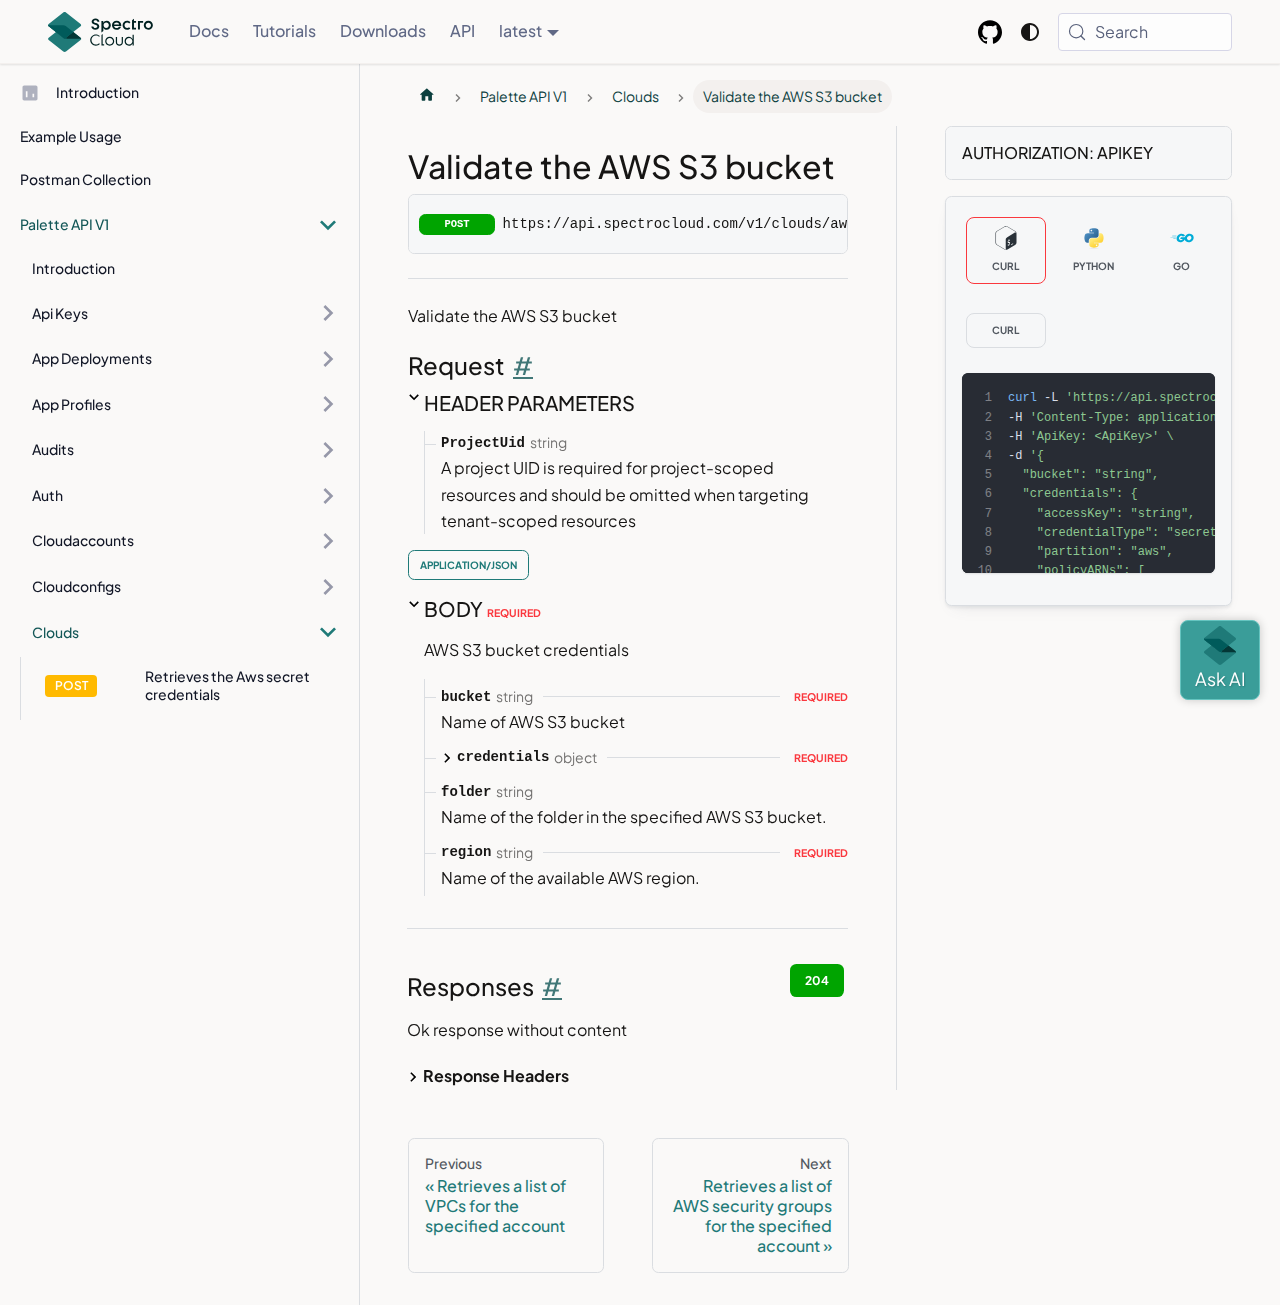 Spectro
Cloud
Docs
Tutorials
Downloads
API
latest
Search
Introduction
Example Usage
Postman Collection
Palette API V1
Introduction
Api Keys
App Deployments
App Profiles
Audits
Auth
Cloudaccounts
Cloudconfigs
Clouds
POST
Retrieves the Aws secret
credentials
Palette API V1
Clouds
Validate the AWS S3 bucket
Validate the AWS S3 bucket
POST
https://api.spectrocloud.com/v1/clouds/aw
Validate the AWS S3 bucket
Request #
HEADER PARAMETERS
ProjectUid string
A project UID is required for project-scoped
resources and should be omitted when targeting
tenant-scoped resources
APPLICATION/JSON
BODY REQUIRED
AWS S3 bucket credentials
bucket string REQUIRED
Name of AWS S3 bucket
credentials object REQUIRED
folder string
Name of the folder in the specified AWS S3 bucket.
region string REQUIRED
Name of the available AWS region.
Responses #
204
Ok response without content
Response Headers
Previous
« Retrieves a list of
VPCs for the
specified account
Next
Retrieves a list of
AWS security groups
for the specified
account »
AUTHORIZATION: APIKEY
CURL
PYTHON
GO
CURL
1 curl -L 'https://api.spectroc
2 -H 'Content-Type: application
3 -H 'ApiKey: <ApiKey>' \
4 -d '{
5 "bucket": "string",
6 "credentials": {
7 "accessKey": "string",
8 "credentialType": "secret
9 "partition": "aws",
10 "policyARNs": [
Ask AI